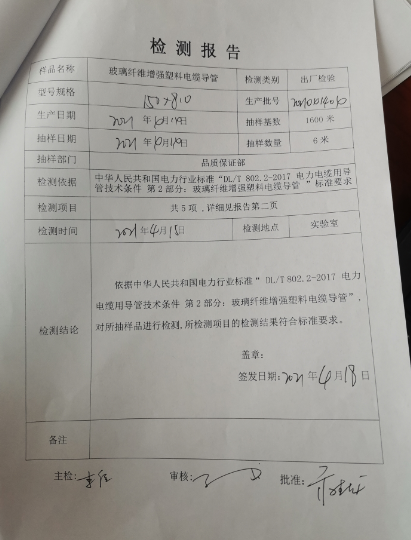 检测报告
样品名称 玻璃纤维增强塑料电缆导管 检测类别 出厂检验
型号规格 150×8.0 生产批号
生产日期 2021年10月19日 抽样基数 1600米
抽样日期 2021年10月19日 抽样数量 6米
抽样部门 品质保证部
检测依据 中华人民共和国电力行业标准“DL/T 802.2-2017 电力电缆用导
管技术条件 第2部分：玻璃纤维增强塑料电缆导管 ”标准要求
检测项目 共5项，详细见报告第二页
检测时间 2021年4月15日 检测地点 实验室
检测结论
依据中华人民共和国电力行业标准“ DL/T802.2-2017 电力
电缆用导管技术条件 第2部分：玻璃纤维增强塑料电缆导管”，
对所抽样品进行检测,所检测项目的检测结果符合标准要求。
盖章：
签发日期:2021年4月18日
备注
主检: 审核: 批准: